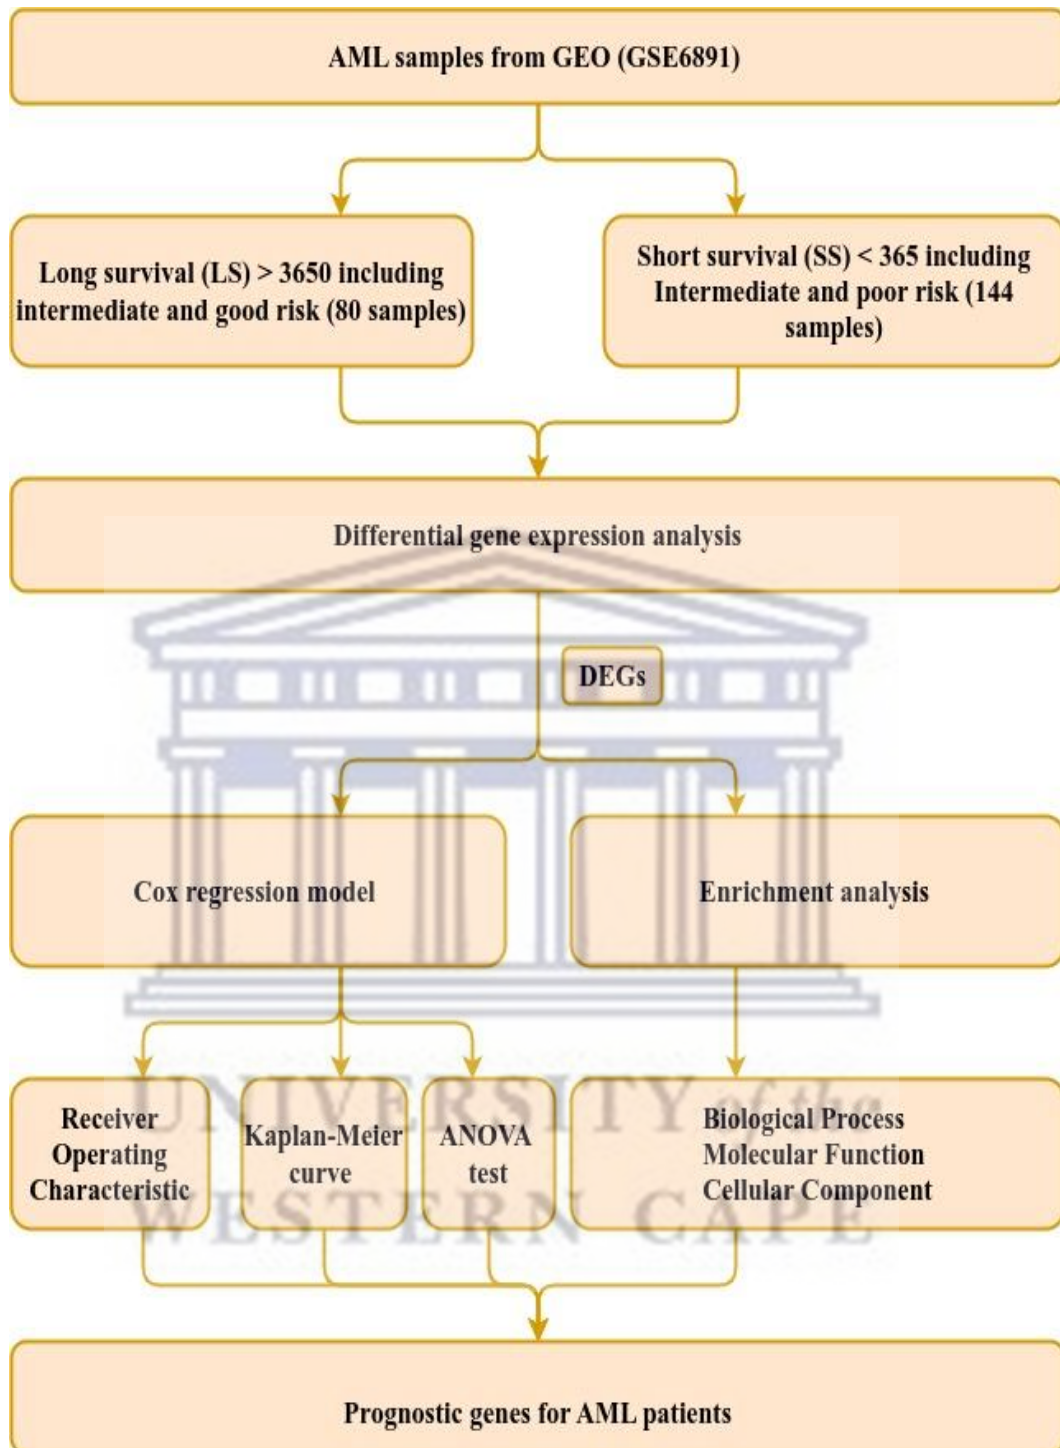 AML samples from GEO (GSE6891)
Long survival (LS) > 3650 including
intermediate and good risk (80 samples)
Short survival (SS) < 365 including
Intermediate and poor risk (144
samples)
Differential gene expression analysis
DEGs
Cox regression model
Enrichment analysis
Receiver
Operating
Characteristic
Kaplan-Meier
curve
ANOVA
test
Biological Process
Molecular Function
Cellular Component
UNIVERSITY of the
WESTERN CAPE
Prognostic genes for AML patients